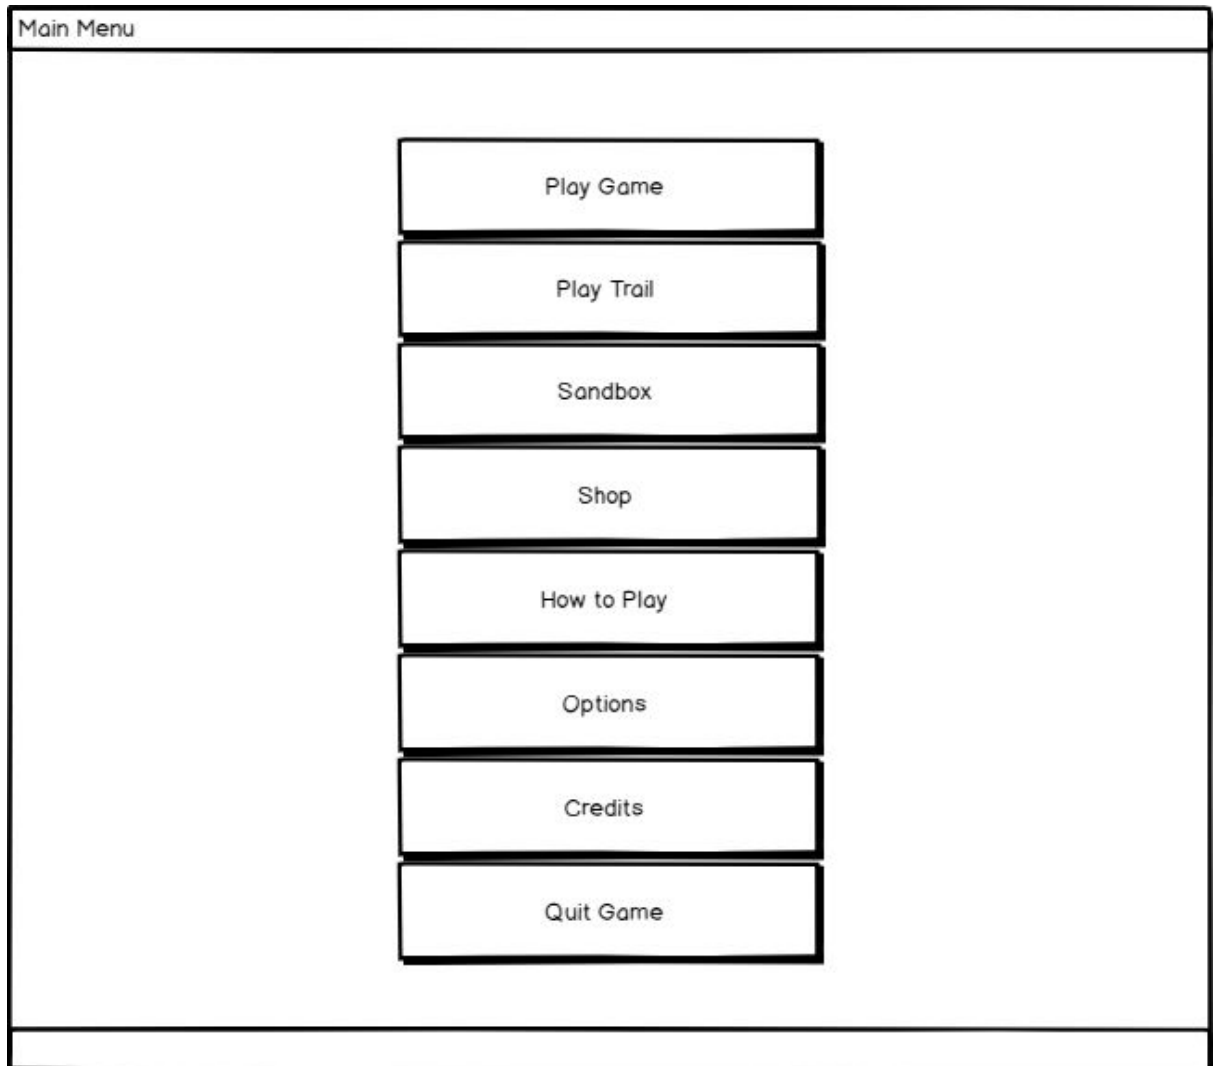 Main Menu
Play Game
Play Trail
Sandbox
Shop
How to Play
Options
Credits
Quit Game